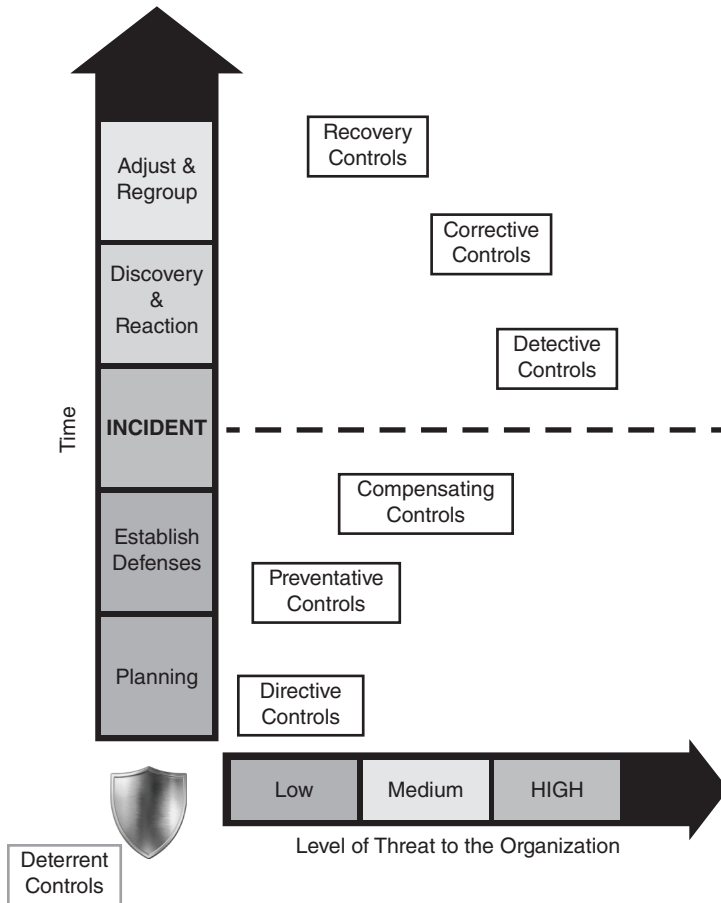 Recovery
Controls
Adjust &
Regroup
Corrective
Controls
Discovery
&
Reaction
Detective
Controls
Time
INCIDENT
Compensating
Controls
Establish
Defenses
Preventative
Controls
Planning
Directive
Controls
Low
Medium
HIGH
Level of Threat to the Organization
Deterrent
Controls